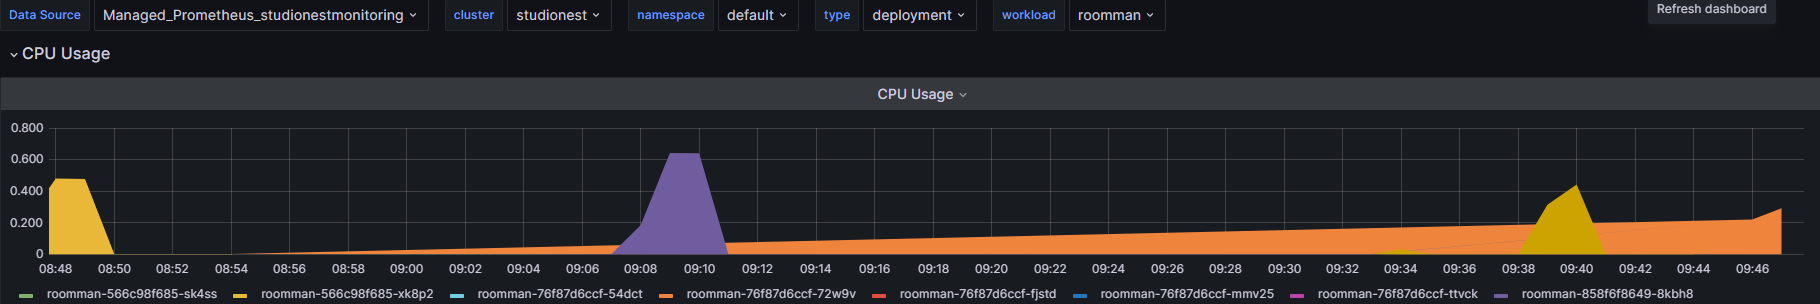 Data Source Managed_Prometheus_studionestmonitoring cluster studionest namespace default type deployment workload roomman Refresh dashboard
CPU Usage
CPU Usage
0.800
0.600
0.400
0.200
0
08:48 08:50 08:52 08:54 08:56 08:58 09:00 09:02 09:04 09:06 09:08 09:10 09:12 09:14 09:16 09:18 09:20 09:22 09:24 09:26 09:28 09:30 09:32 09:34 09:36 09:38 09:40 09:42 09:44 09:46
roomman-566c98f685-sk4ss roomman-566c98f685-xk8p2 roomman-76f87d6ccf-54dct roomman-76f87d6ccf-72w9v roomman-76f87d6ccf-fjstd roomman-76f87d6ccf-mmv25 roomman-76f87d6ccf-ttvck roomman-858f6f8649-8kbh8